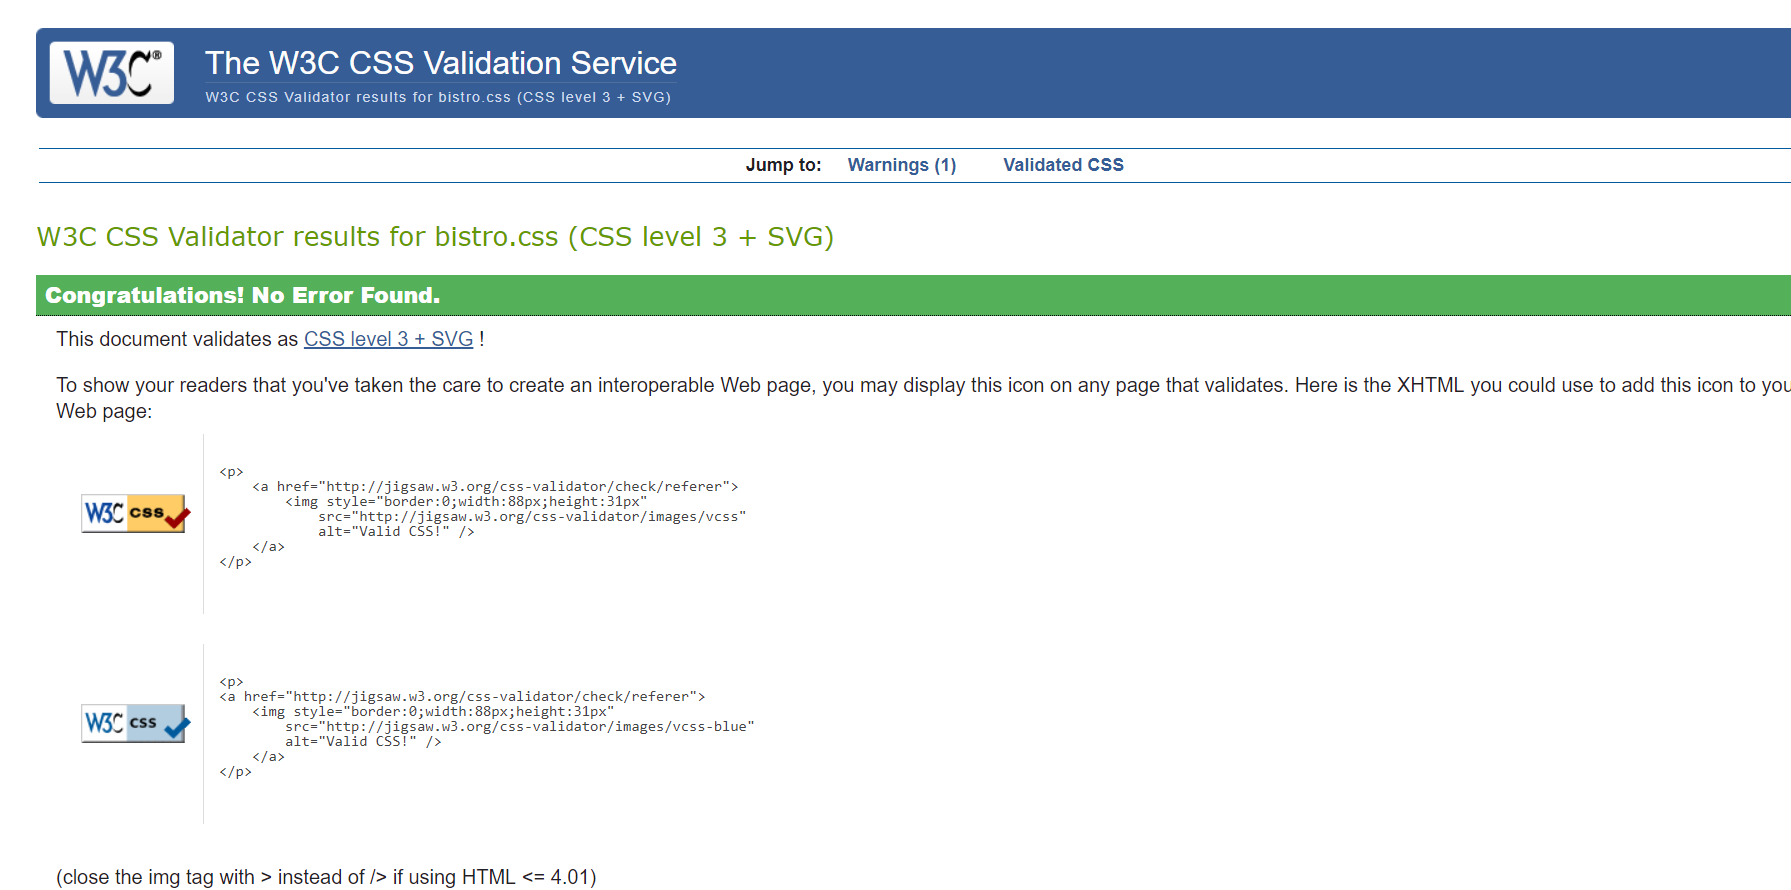 W3C®
The W3C CSS Validation Service
W3C CSS Validator results for bistro.css (CSS level 3 + SVG)
Jump to: Warnings (1) Validated CSS
W3C CSS Validator results for bistro.css (CSS level 3 + SVG)
Congratulations! No Error Found.
This document validates as CSS level 3 + SVG !
To show your readers that you've taken the care to create an interoperable Web page, you may display this icon on any page that validates. Here is the XHTML you could use to add this icon to you
Web page:
W3C css
<p>
    <a href="http://jigsaw.w3.org/css-validator/check/referer">
        <img style="border:0;width:88px;height:31px"
            src="http://jigsaw.w3.org/css-validator/images/vcss"
            alt="Valid CSS!" />
    </a>
</p>
W3C css
<p>
<a href="http://jigsaw.w3.org/css-validator/check/referer">
    <img style="border:0;width:88px;height:31px"
        src="http://jigsaw.w3.org/css-validator/images/vcss-blue"
        alt="Valid CSS!" />
    </a>
</p>
(close the img tag with > instead of /> if using HTML <= 4.01)